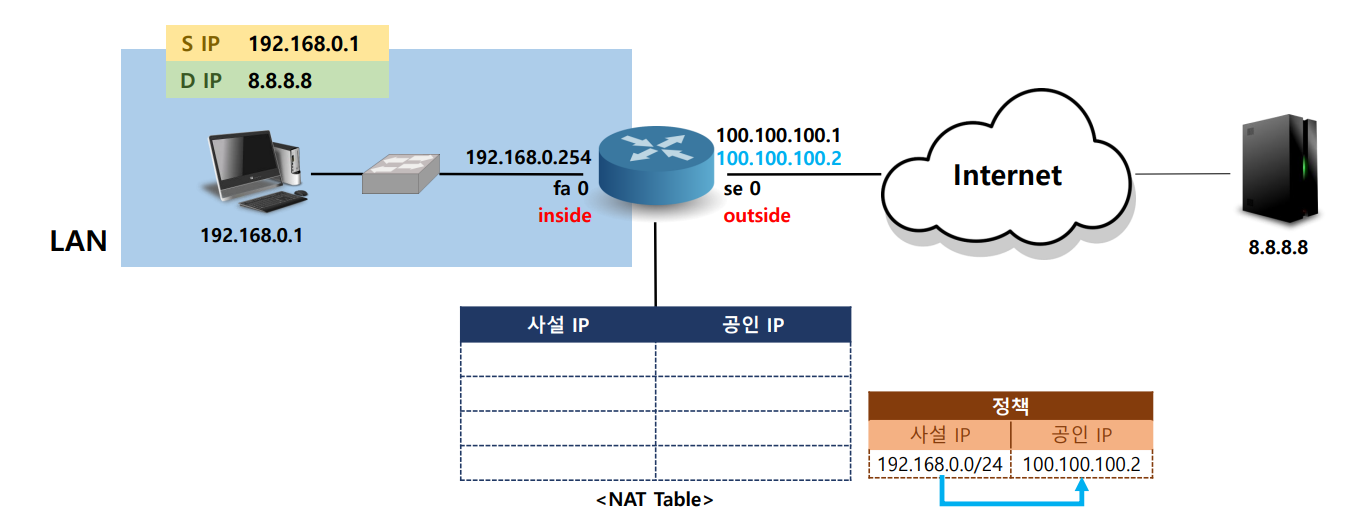 S IP 192.168.0.1
D IP 8.8.8.8
192.168.0.254
fa 0
inside
100.100.100.1
100.100.100.2
se 0
outside
Internet
192.168.0.1
LAN
8.8.8.8
사설 IP 공인 IP
<NAT Table>
정책
사설 IP 공인 IP
192.168.0.0/24 100.100.100.2